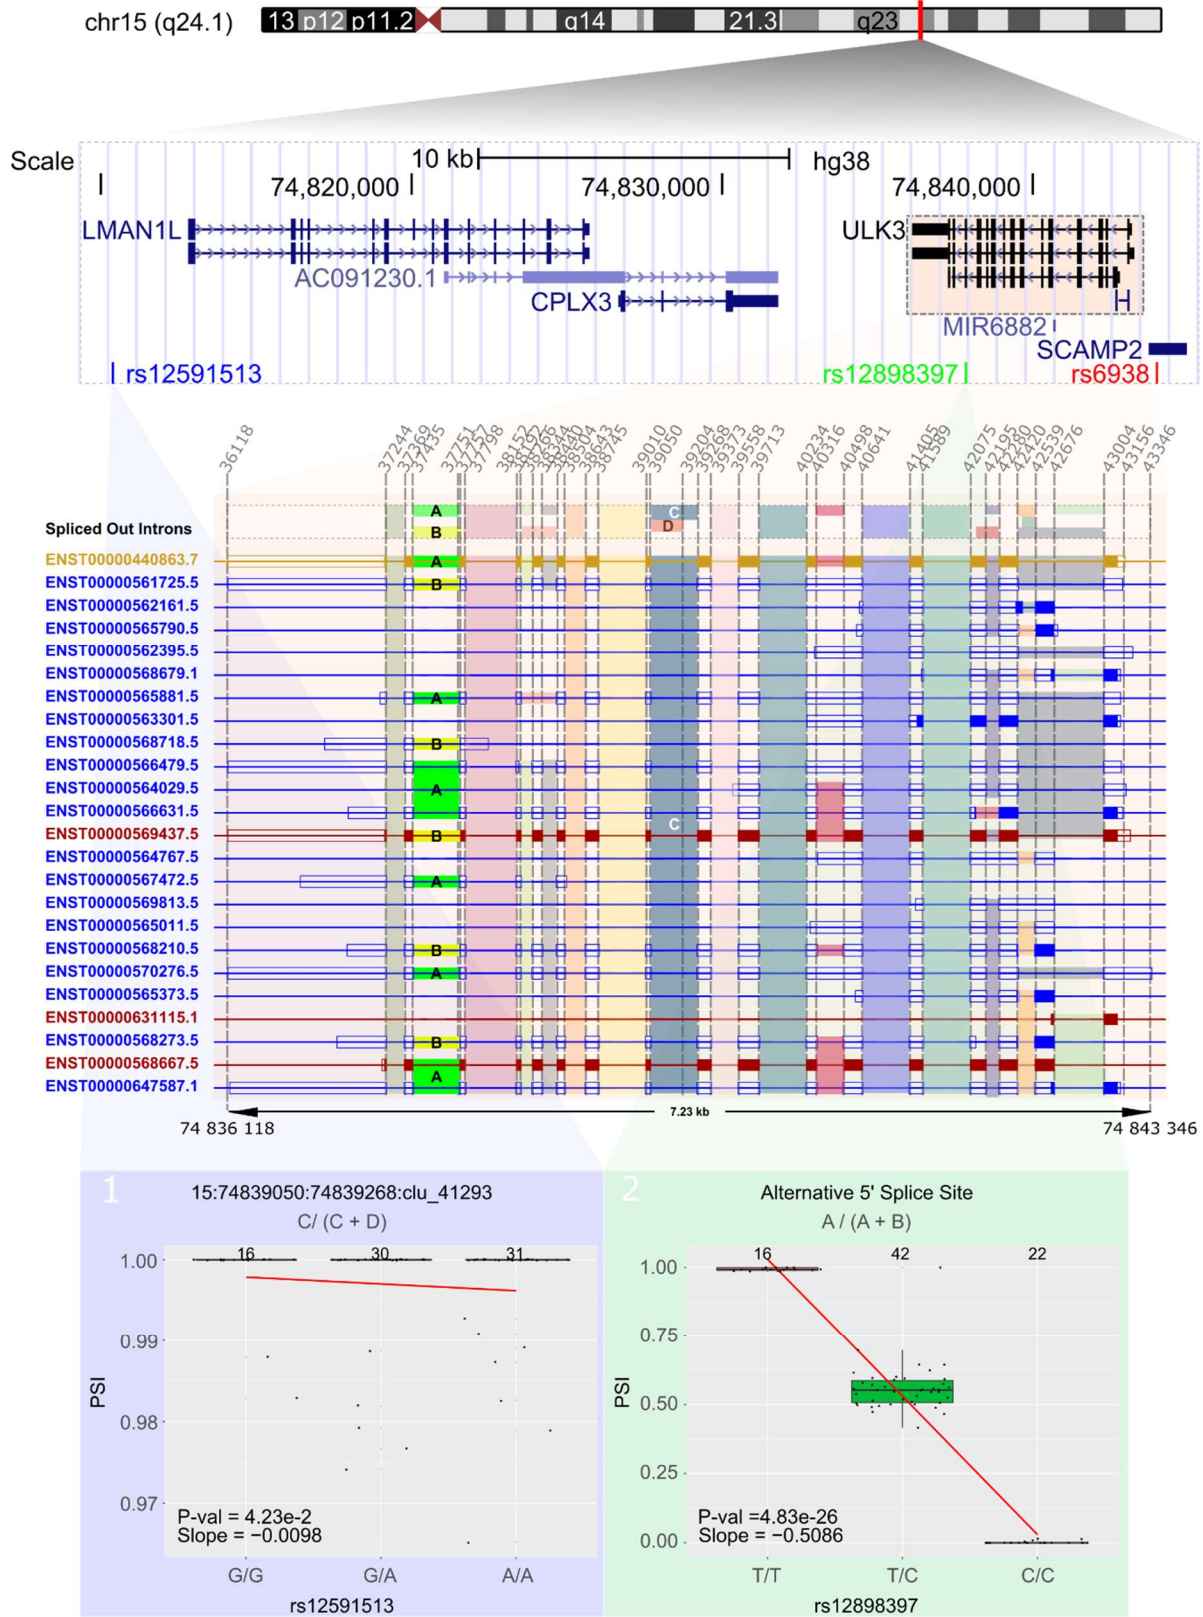 chr15 (q24.1)
13 p12 p11.2 q14 21.3 q23
Scale 10 kb hg38
74,820,000 74,830,000 74,840,000
LMAN1L ULK3
AC091230.1
CPLX3
MIR6882
SCAMP2
rs12591513 rs12898397 rs6938
36118 37244 37369 37435 37751 37757 37798 38152 38504 38643 38745 39010 39050 39204 39268 39373 39558 39713 40234 40316 40498 40641 41405 41589 42075 42195 42280 42420 42539 42676 43004 43156 43346
A C
Spliced Out Introns B D
ENST00000440863.7 A
ENST00000561725.5 B
ENST00000562161.5
ENST00000565790.5
ENST00000562395.5
ENST00000568679.1
ENST00000565881.5 A
ENST00000563301.5
ENST00000568718.5 B
ENST00000566479.5
ENST00000564029.5 A
ENST00000566631.5 C
ENST00000569437.5 B
ENST00000564767.5
ENST00000567472.5 A
ENST00000569813.5
ENST00000565011.5
ENST00000568210.5 B
ENST00000570276.5 A
ENST00000565373.5
ENST00000631115.1
ENST00000568273.5 B
ENST00000568667.5 A
ENST00000647587.1
7.23 kb
74 836 118 74 843 346
1
15:74839050:74839268:clu_41293
C/ (C + D)
16 30 31
1.00
0.99
0.98
0.97
PSI
P-val = 4.23e-2
Slope = −0.0098
G/G G/A A/A
rs12591513
2
Alternative 5' Splice Site
A / (A + B)
16 42 22
1.00
0.75
0.50
0.25
0.00
PSI
P-val =4.83e-26
Slope = −0.5086
T/T T/C C/C
rs12898397